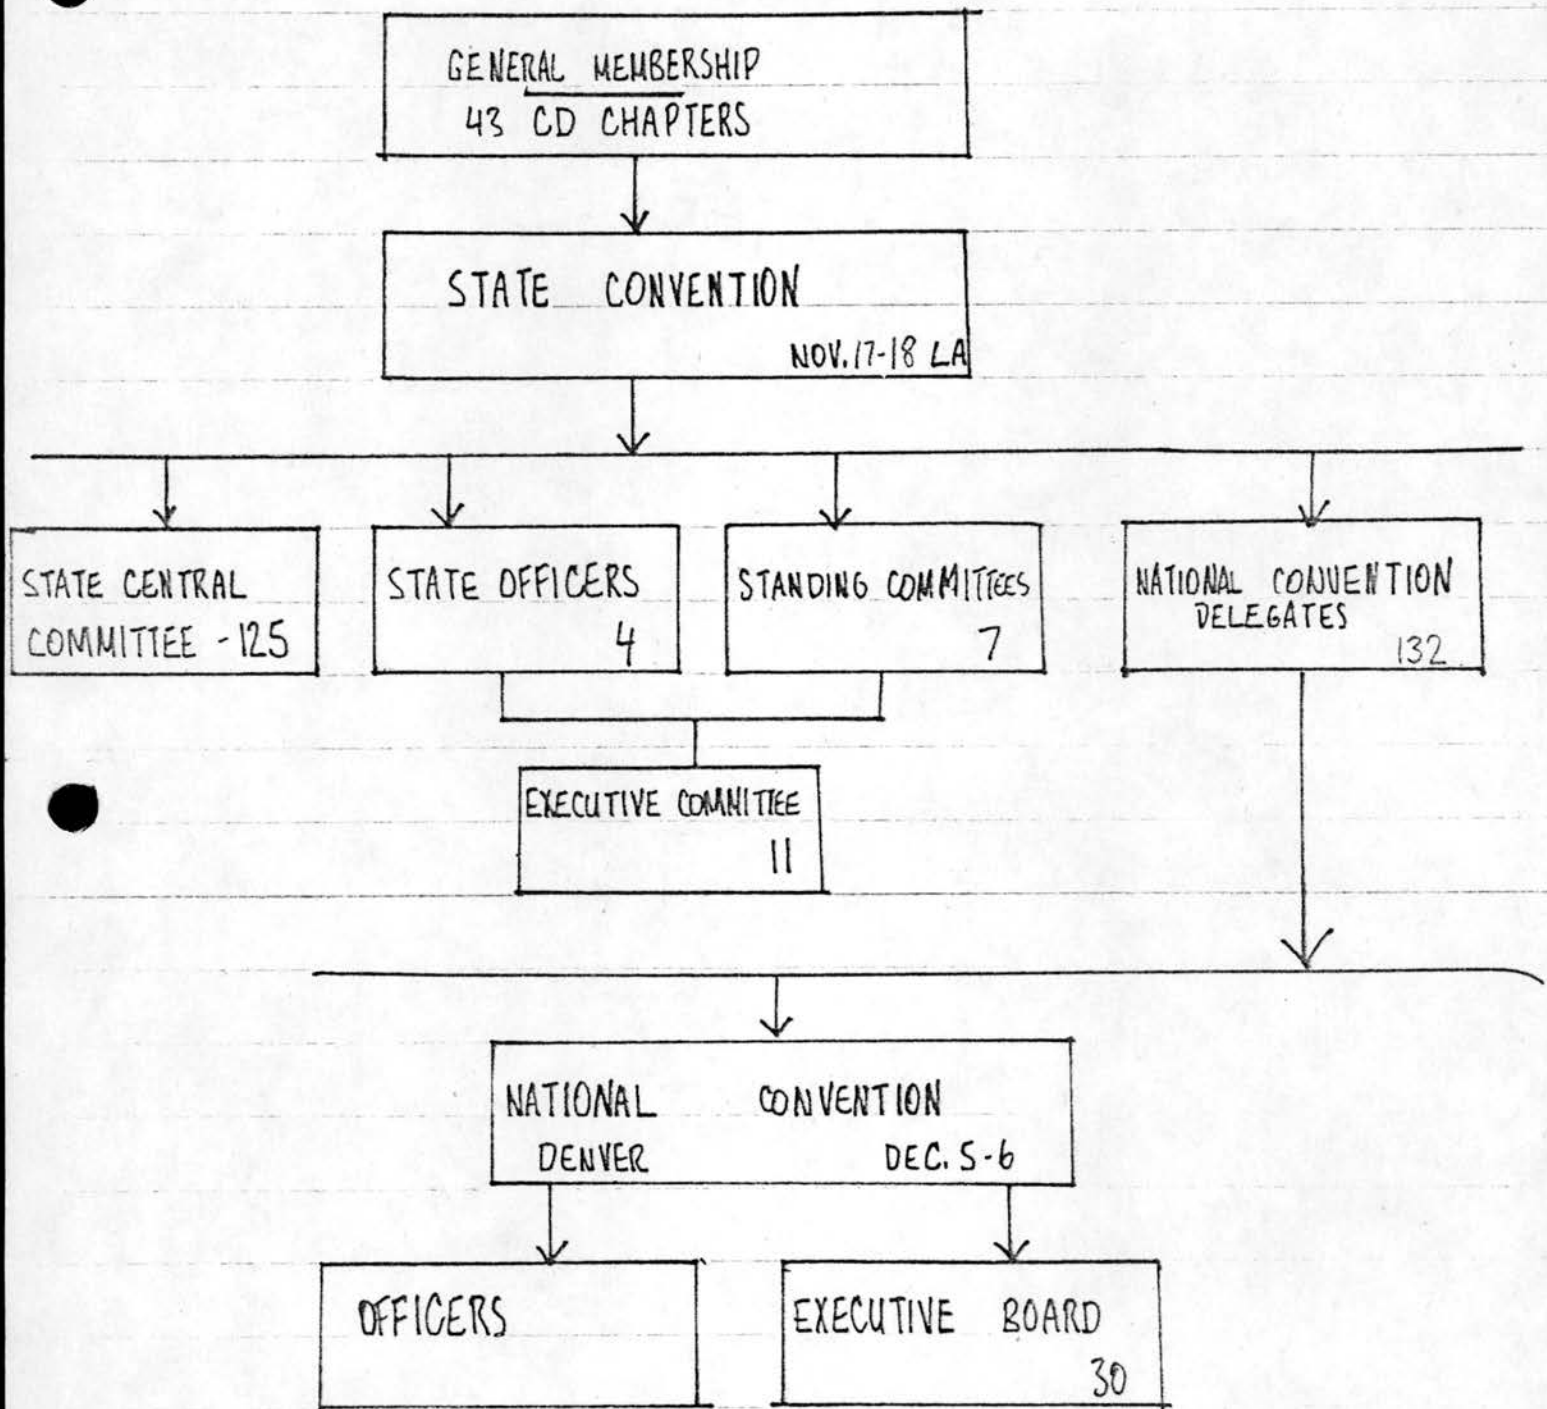 GENERAL MEMBERSHIP
43 CD CHAPTERS
STATE CONVENTION
NOV. 17-18 LA
STATE CENTRAL
COMMITTEE - 125
STATE OFFICERS
4
STANDING COMMITTEES
7
NATIONAL CONVENTION
DELEGATES
132
EXECUTIVE COMMITTEE
11
NATIONAL CONVENTION
DENVER DEC. 5-6
OFFICERS
EXECUTIVE BOARD
30